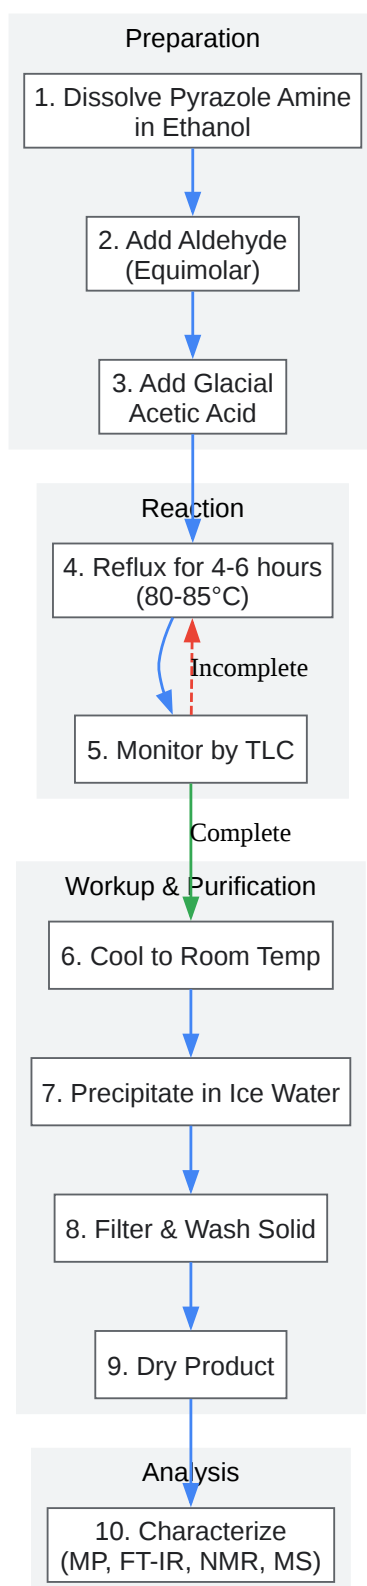 Preparation
1. Dissolve Pyrazole Amine
in Ethanol
2. Add Aldehyde
(Equimolar)
3. Add Glacial
Acetic Acid
Reaction
4. Reflux for 4-6 hours
(80-85°C)
Incomplete
5. Monitor by TLC
Complete
Workup & Purification
6. Cool to Room Temp
7. Precipitate in Ice Water
8. Filter & Wash Solid
9. Dry Product
Analysis
10. Characterize
(MP, FT-IR, NMR, MS)